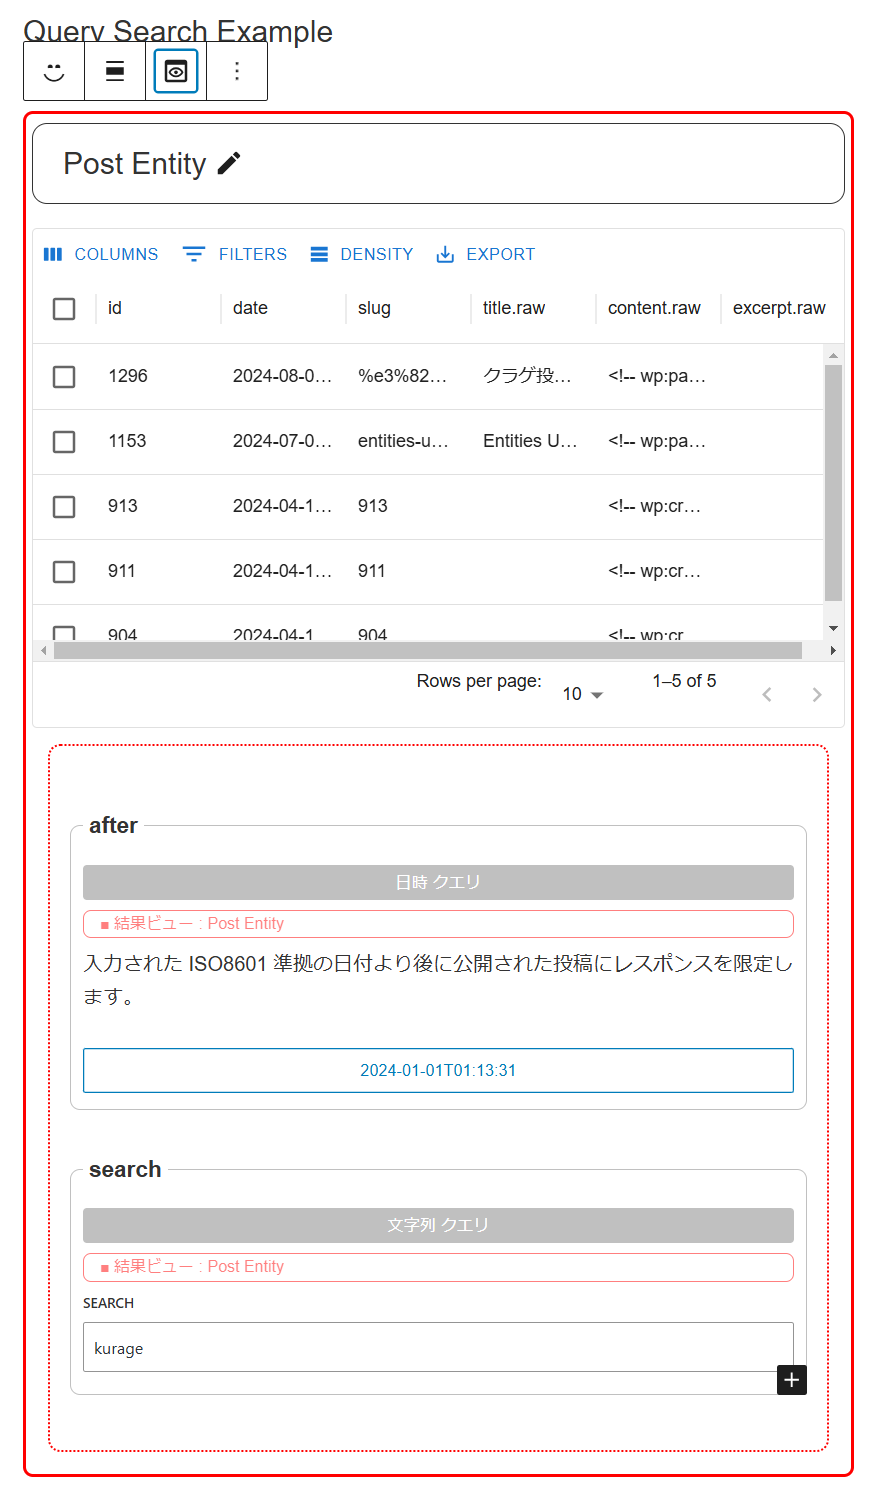 Query Search Example
Post Entity
COLUMNS FILTERS DENSITY EXPORT
id date slug title.raw content.raw excerpt.raw
1296 2024-08-0… %e3%82… クラゲ投… <!-- wp:pa…
1153 2024-07-0… entities-u… Entities U… <!-- wp:pa…
913 2024-04-1… 913 <!-- wp:cr…
911 2024-04-1… 911 <!-- wp:cr…
904 2024-04-1 904 <!-- wp:cr
Rows per page: 10 1–5 of 5
after
日時 クエリ
■ 結果ビュー : Post Entity
入力された ISO8601 準拠の日付より後に公開された投稿にレスポンスを限定し
ます。
2024-01-01T01:13:31
search
文字列 クエリ
■ 結果ビュー : Post Entity
SEARCH
kurage